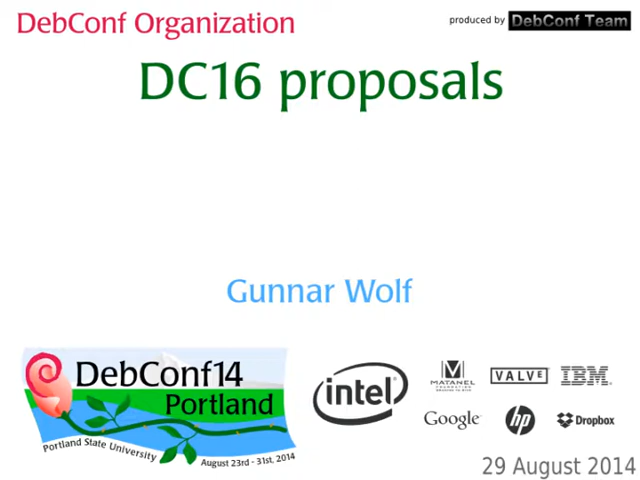 DebConf Organization
produced by DebConf Team
DC16 proposals
Gunnar Wolf
DebConf14
Portland
Portland State University
August 23rd - 31st, 2014
intel
MATANEL
FOUNDATION
VALVE
IBM
Google
hp
Dropbox
29 August 2014